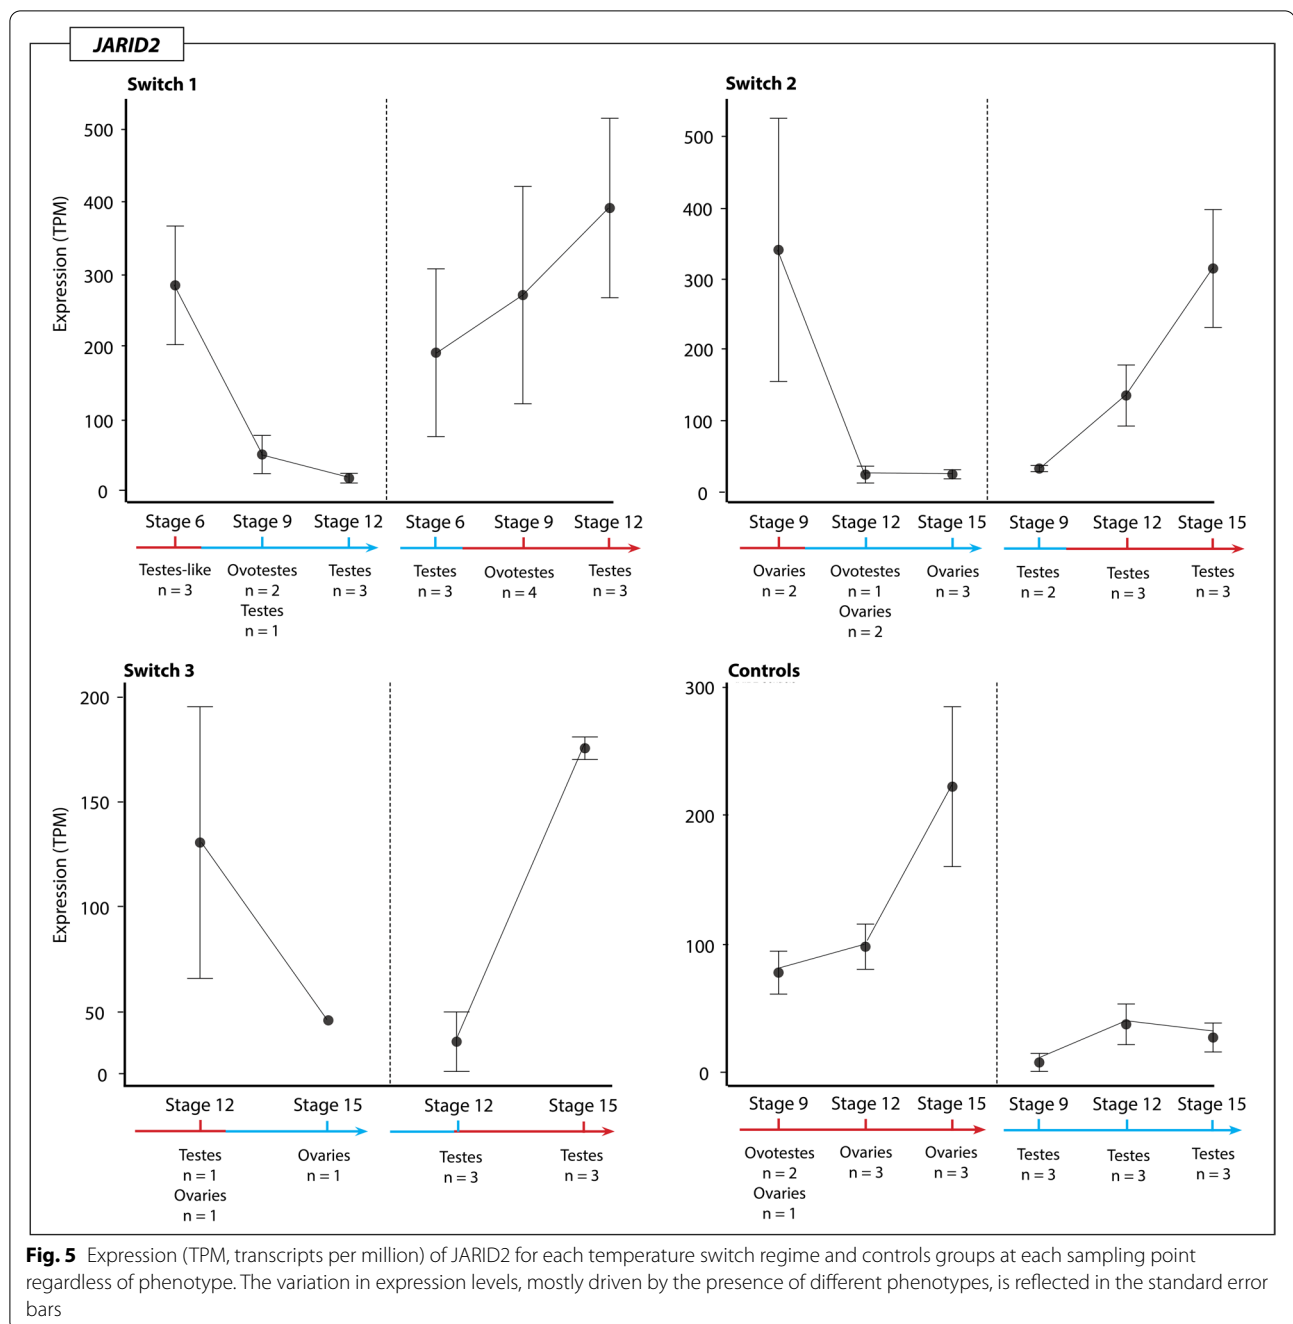 JARID2
Switch 1
Expression (TPM)
500
400
300
200
100
0
Stage 6 Stage 9 Stage 12 Stage 6 Stage 9 Stage 12
Testes-like Ovotestes Testes Testes Ovotestes Testes
n = 3 n = 2 n = 3 n = 3 n = 4 n = 3
Testes
n = 1
Switch 2
500
400
300
200
100
0
Stage 9 Stage 12 Stage 15 Stage 9 Stage 12 Stage 15
Ovaries Ovotestes Ovaries Testes Testes Testes
n = 2 n = 1 n = 3 n = 2 n = 3 n = 3
Ovaries
n = 2
Switch 3
Expression (TPM)
200
150
100
50
0
Stage 12 Stage 15 Stage 12 Stage 15
Testes Ovaries Testes Testes
n = 1 n = 1 n = 3 n = 3
Ovaries
n = 1
Controls
300
200
100
0
Stage 9 Stage 12 Stage 15 Stage 9 Stage 12 Stage 15
Ovotestes Ovaries Ovaries Testes Testes Testes
n = 2 n = 3 n = 3 n = 3 n = 3 n = 3
Ovaries
n = 1
Fig. 5 Expression (TPM, transcripts per million) of JARID2 for each temperature switch regime and controls groups at each sampling point
regardless of phenotype. The variation in expression levels, mostly driven by the presence of different phenotypes, is reflected in the standard error
bars